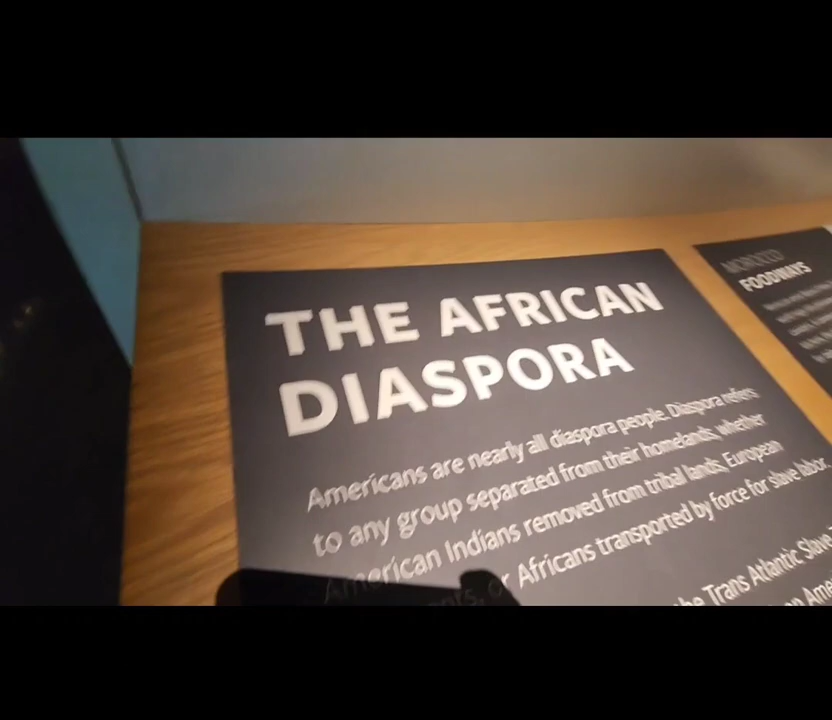 THE AFRICAN
DIASPORA
Americans are nearly all diaspora people. Diaspora refers
to any group separated from their homelands, whether
American Indians removed from tribal lands, European
or Africans transported by force for slave labor.
the Trans Atlantic Slave
MOROCCO
FOODWAYS